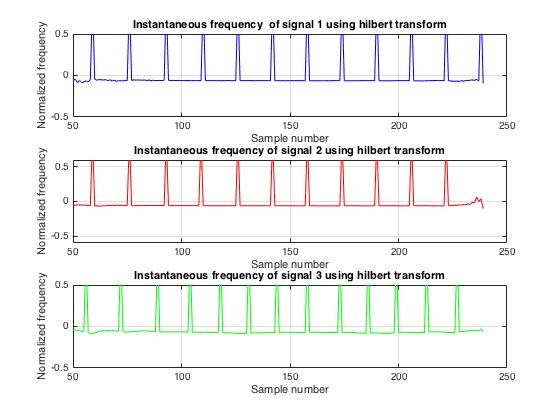 Instantaneous frequency  of signal 1 using hilbert transform
Normalized frequency
0.5
0
-0.5
50
100
150
200
250
Sample number
Instantaneous frequency of signal 2 using hilbert transform
Normalized frequency
0.5
0
-0.5
50
100
150
200
250
Sample number
Instantaneous frequency of signal 3 using hilbert transform
Normalized frequency
0.5
0
-0.5
50
100
150
200
250
Sample number